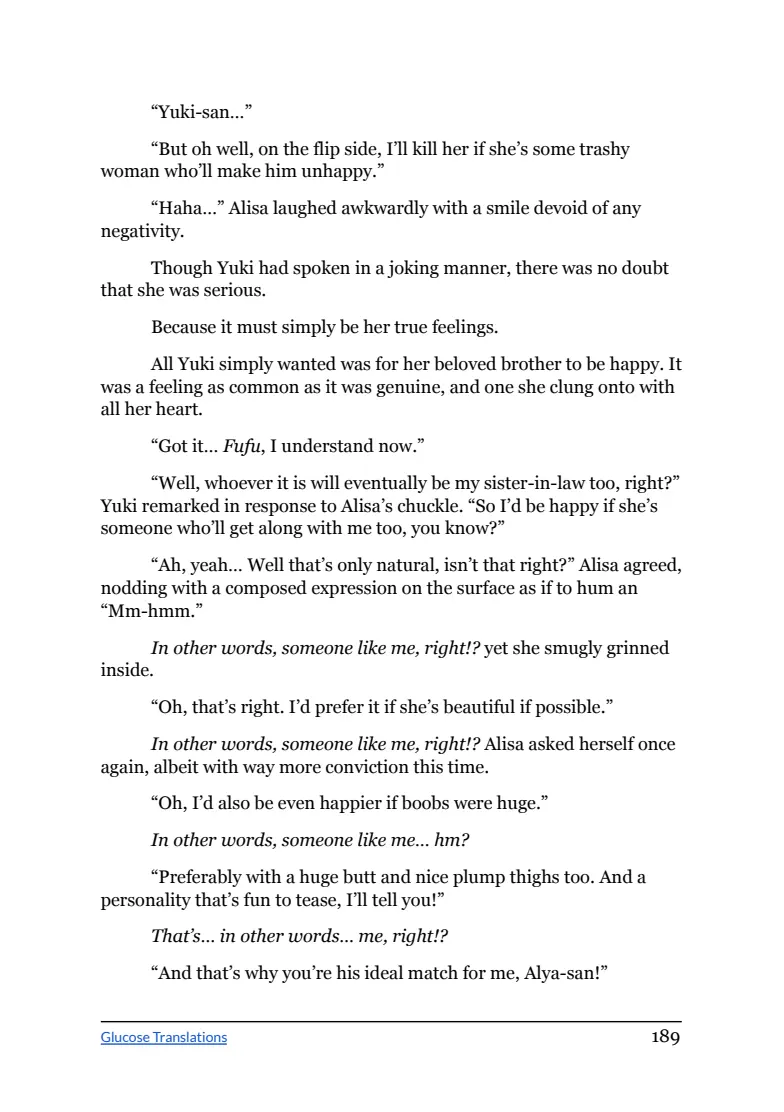 “Yuki-san…”
“But oh well, on the flip side, I’ll kill her if she’s some trashy
woman who’ll make him unhappy.”
“Haha…” Alisa laughed awkwardly with a smile devoid of any
negativity.
Though Yuki had spoken in a joking manner, there was no doubt
that she was serious.
Because it must simply be her true feelings.
All Yuki simply wanted was for her beloved brother to be happy. It
was a feeling as common as it was genuine, and one she clung onto with
all her heart.
“Got it… Fufu, I understand now.”
“Well, whoever it is will eventually be my sister-in-law too, right?”
Yuki remarked in response to Alisa’s chuckle. “So I’d be happy if she’s
someone who’ll get along with me too, you know?”
“Ah, yeah… Well that’s only natural, isn’t that right?” Alisa agreed,
nodding with a composed expression on the surface as if to hum an
“Mm-hmm.”
In other words, someone like me, right!? yet she smugly grinned
inside.
“Oh, that’s right. I’d prefer it if she’s beautiful if possible.”
In other words, someone like me, right!? Alisa asked herself once
again, albeit with way more conviction this time.
“Oh, I’d also be even happier if boobs were huge.”
In other words, someone like me… hm?
“Preferably with a huge butt and nice plump thighs too. And a
personality that’s fun to tease, I’ll tell you!”
That’s… in other words… me, right!?
“And that’s why you’re his ideal match for me, Alya-san!”
Glucose Translations 189